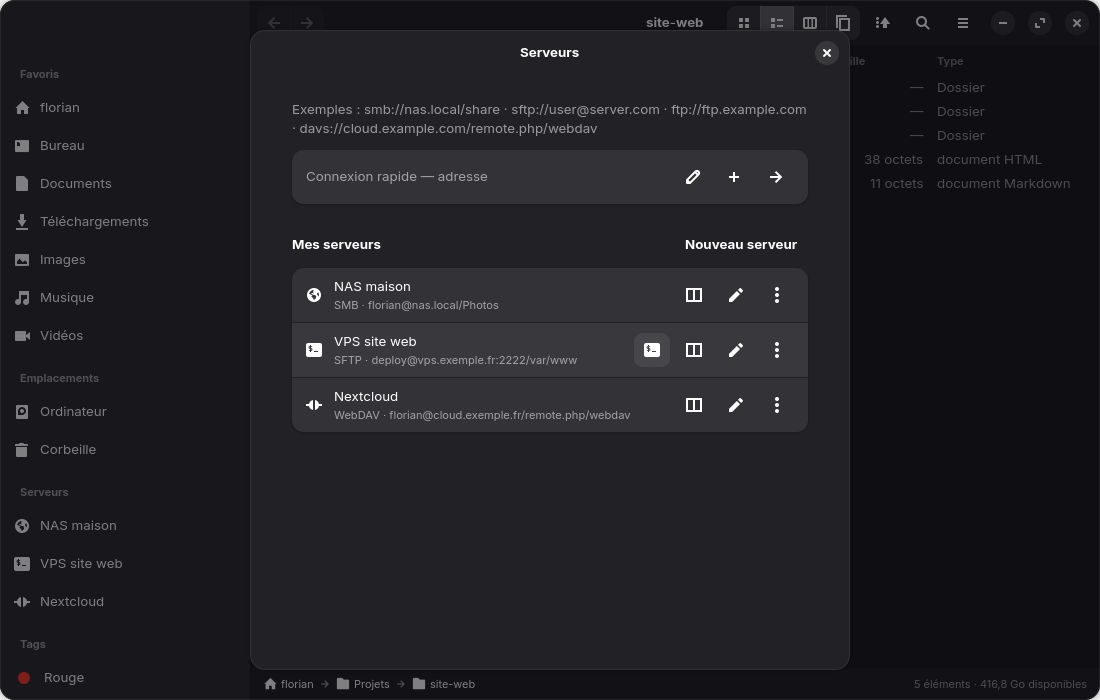 site-web
Favoris
florian
Bureau
Documents
Téléchargements
Images
Musique
Vidéos
Emplacements
Ordinateur
Corbeille
Serveurs
NAS maison
VPS site web
Nextcloud
Tags
Rouge
Serveurs
Exemples : smb://nas.local/share · sftp://user@server.com · ftp://ftp.example.com
· davs://cloud.example.com/remote.php/webdav
Connexion rapide — adresse
Mes serveurs
Nouveau serveur
NAS maison
SMB · florian@nas.local/Photos
VPS site web
SFTP · deploy@vps.exemple.fr:2222/var/www
$_
Nextcloud
WebDAV · florian@cloud.exemple.fr/remote.php/webdav
ille Type
— Dossier
— Dossier
— Dossier
38 octets document HTML
11 octets document Markdown
florian → Projets → site-web
5 éléments · 416,8 Go disponibles